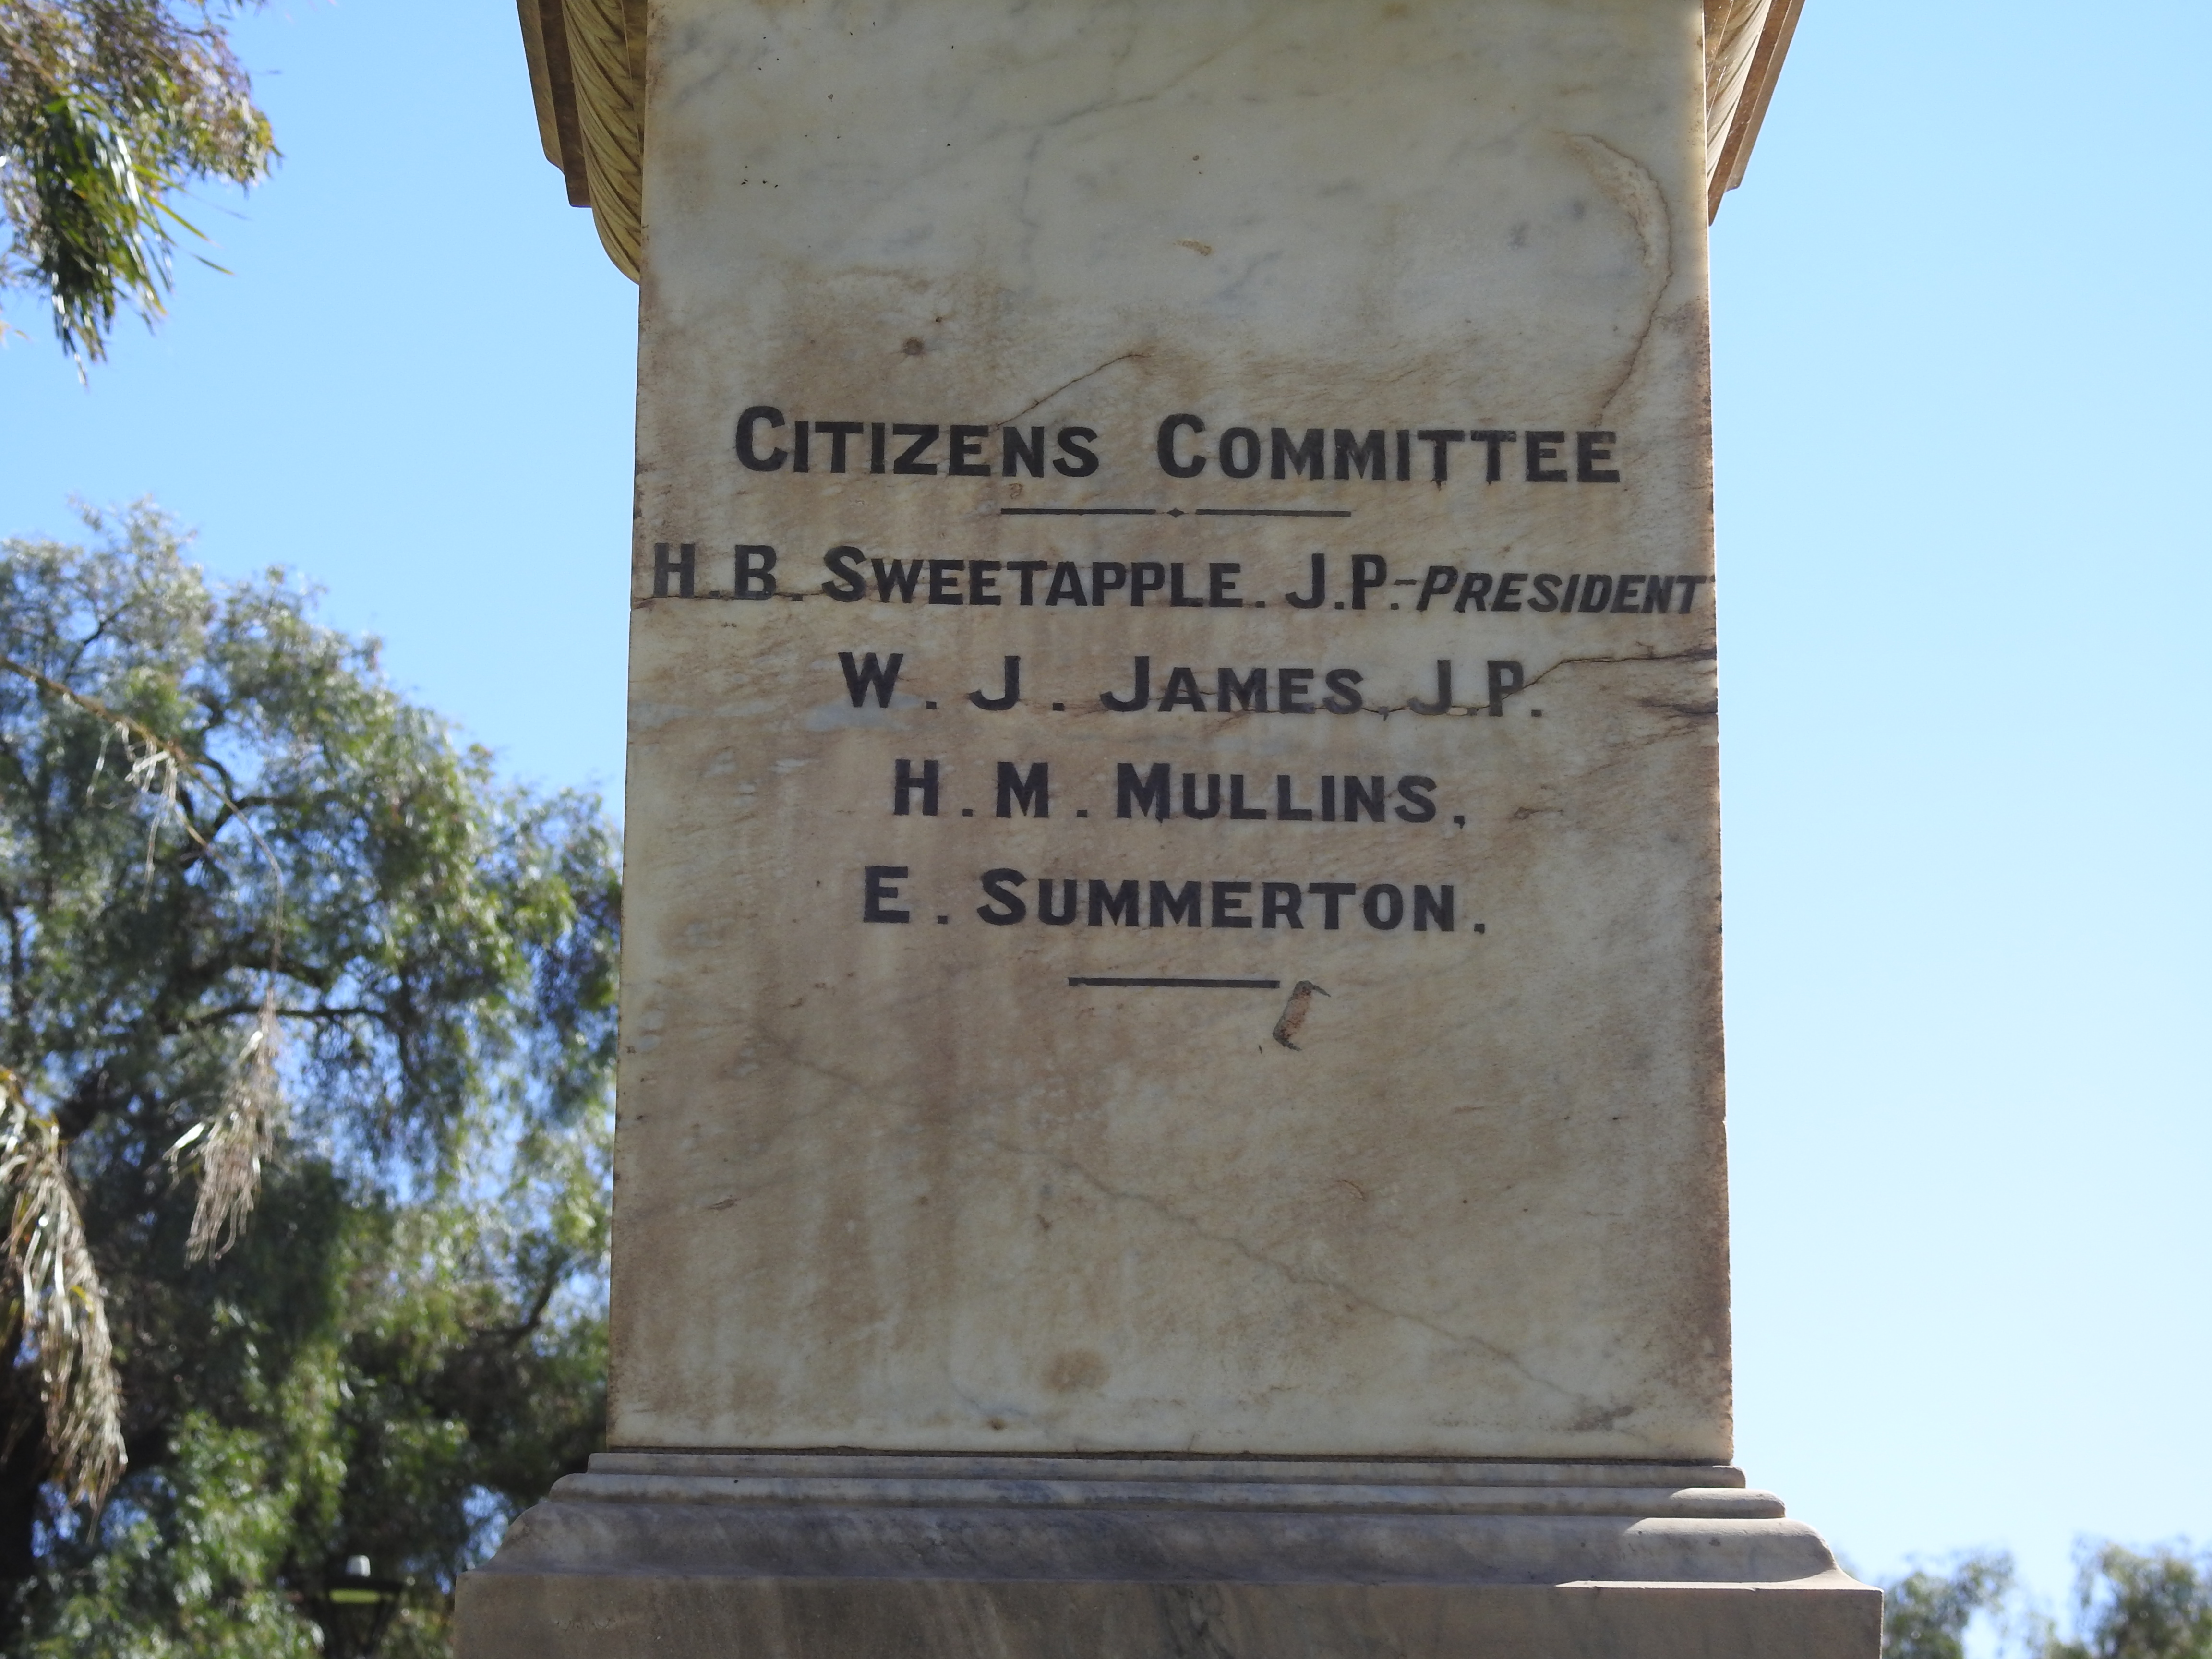 CITIZENS COMMITTEE
H.B. SWEETAPPLE. J.P.-PRESIDENT
W. J. JAMES. J.P.
H. M. MULLINS.
E. SUMMERTON.